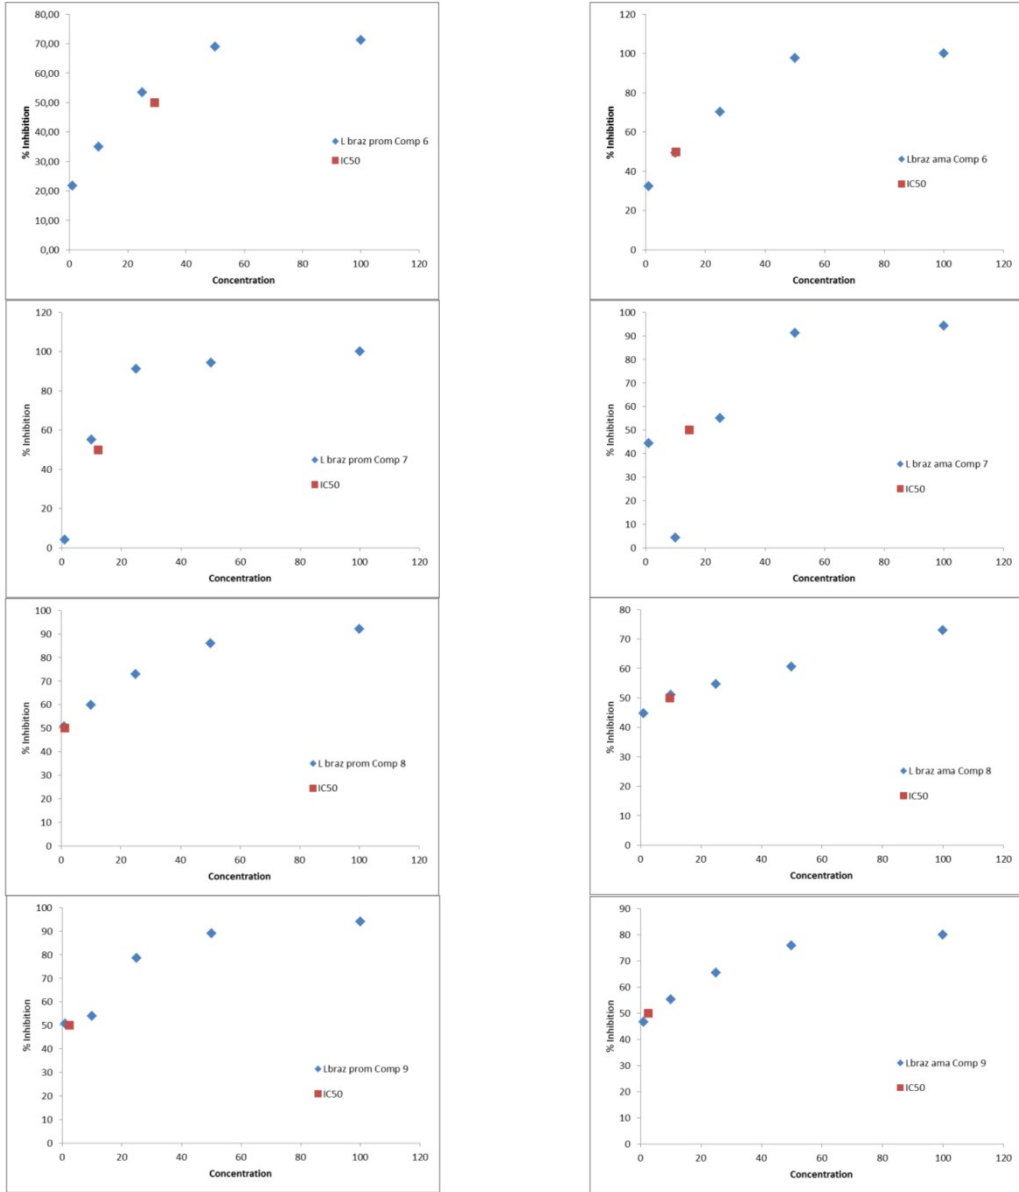 80,00
70,00
60,00
50,00
40,00
30,00
20,00
10,00
0,00
% Inhibition
0 20 40 60 80 100 120
Concentration
L braz prom Comp 6
IC50
120
100
80
60
40
20
0
% Inhibition
0 20 40 60 80 100 120
Concentration
Lbraz ama Comp 6
IC50
120
100
80
60
40
20
0
% Inhibition
0 20 40 60 80 100 120
Concentration
L braz prom Comp 7
IC50
100
90
80
70
60
50
40
30
20
10
0
% Inhibition
0 20 40 60 80 100 120
Concentration
L braz ama Comp 7
IC50
100
90
80
70
60
50
40
30
20
10
0
% Inhibition
0 20 40 60 80 100 120
Concentration
L braz prom Comp 8
IC50
80
70
60
50
40
30
20
10
0
% Inhibition
0 20 40 60 80 100 120
Concentration
L braz ama Comp 8
IC50
100
90
80
70
60
50
40
30
20
10
0
% Inhibition
0 20 40 60 80 100 120
Concentration
Lbraz prom Comp 9
IC50
90
80
70
60
50
40
30
20
10
0
% Inhibition
0 20 40 60 80 100 120
Concentration
Lbraz ama Comp 9
IC50